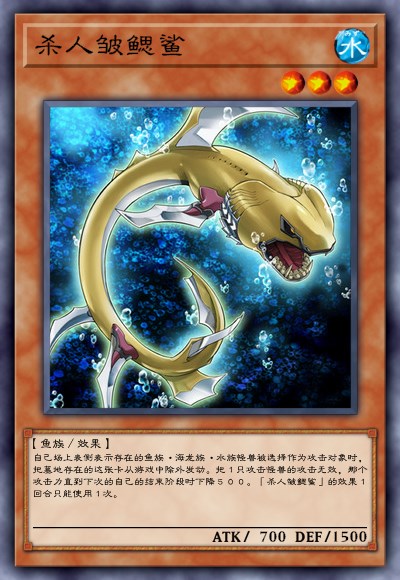 杀人皱鳃鲨
水
【鱼族／效果】
自己场上表侧表示存在的鱼族·海龙族·水族怪兽被选择作为攻击对象时，
把墓地存在的这张卡从游戏中除外发动。把１只攻击怪兽的攻击无效，那个
攻击力直到下次的自己的结束阶段时下降５００。「杀人皱鳃鲨」的效果１
回合只能使用１次。
ATK/ 700 DEF/1500